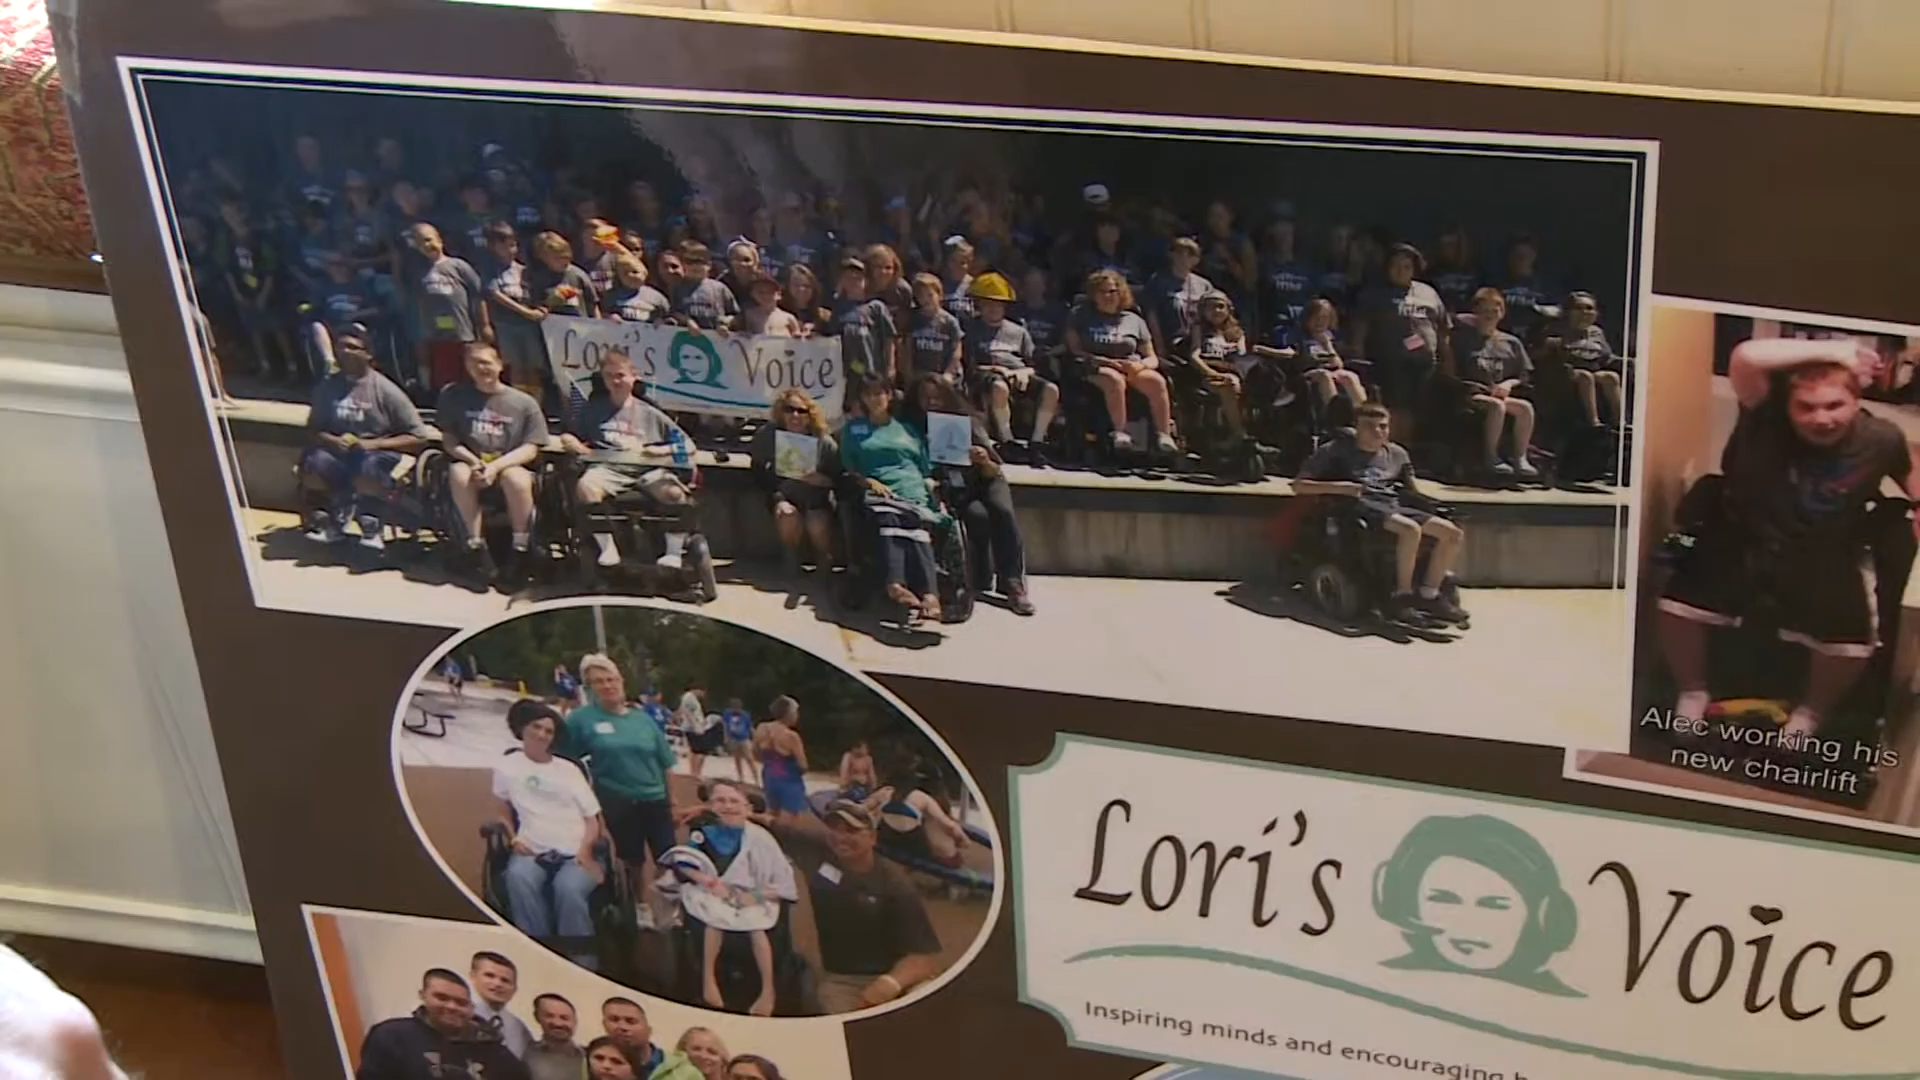 Lori's Voice
Alec working his
new chairlift
Lori's Voice
Inspiring minds and encouraging